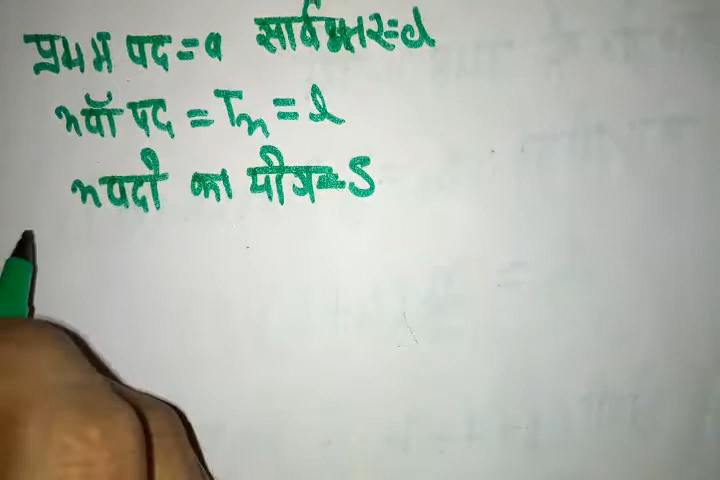 प्रथम पद = a सार्वअन्तर = d
nवाँ पद = Tn = l
n पदों का योग = S